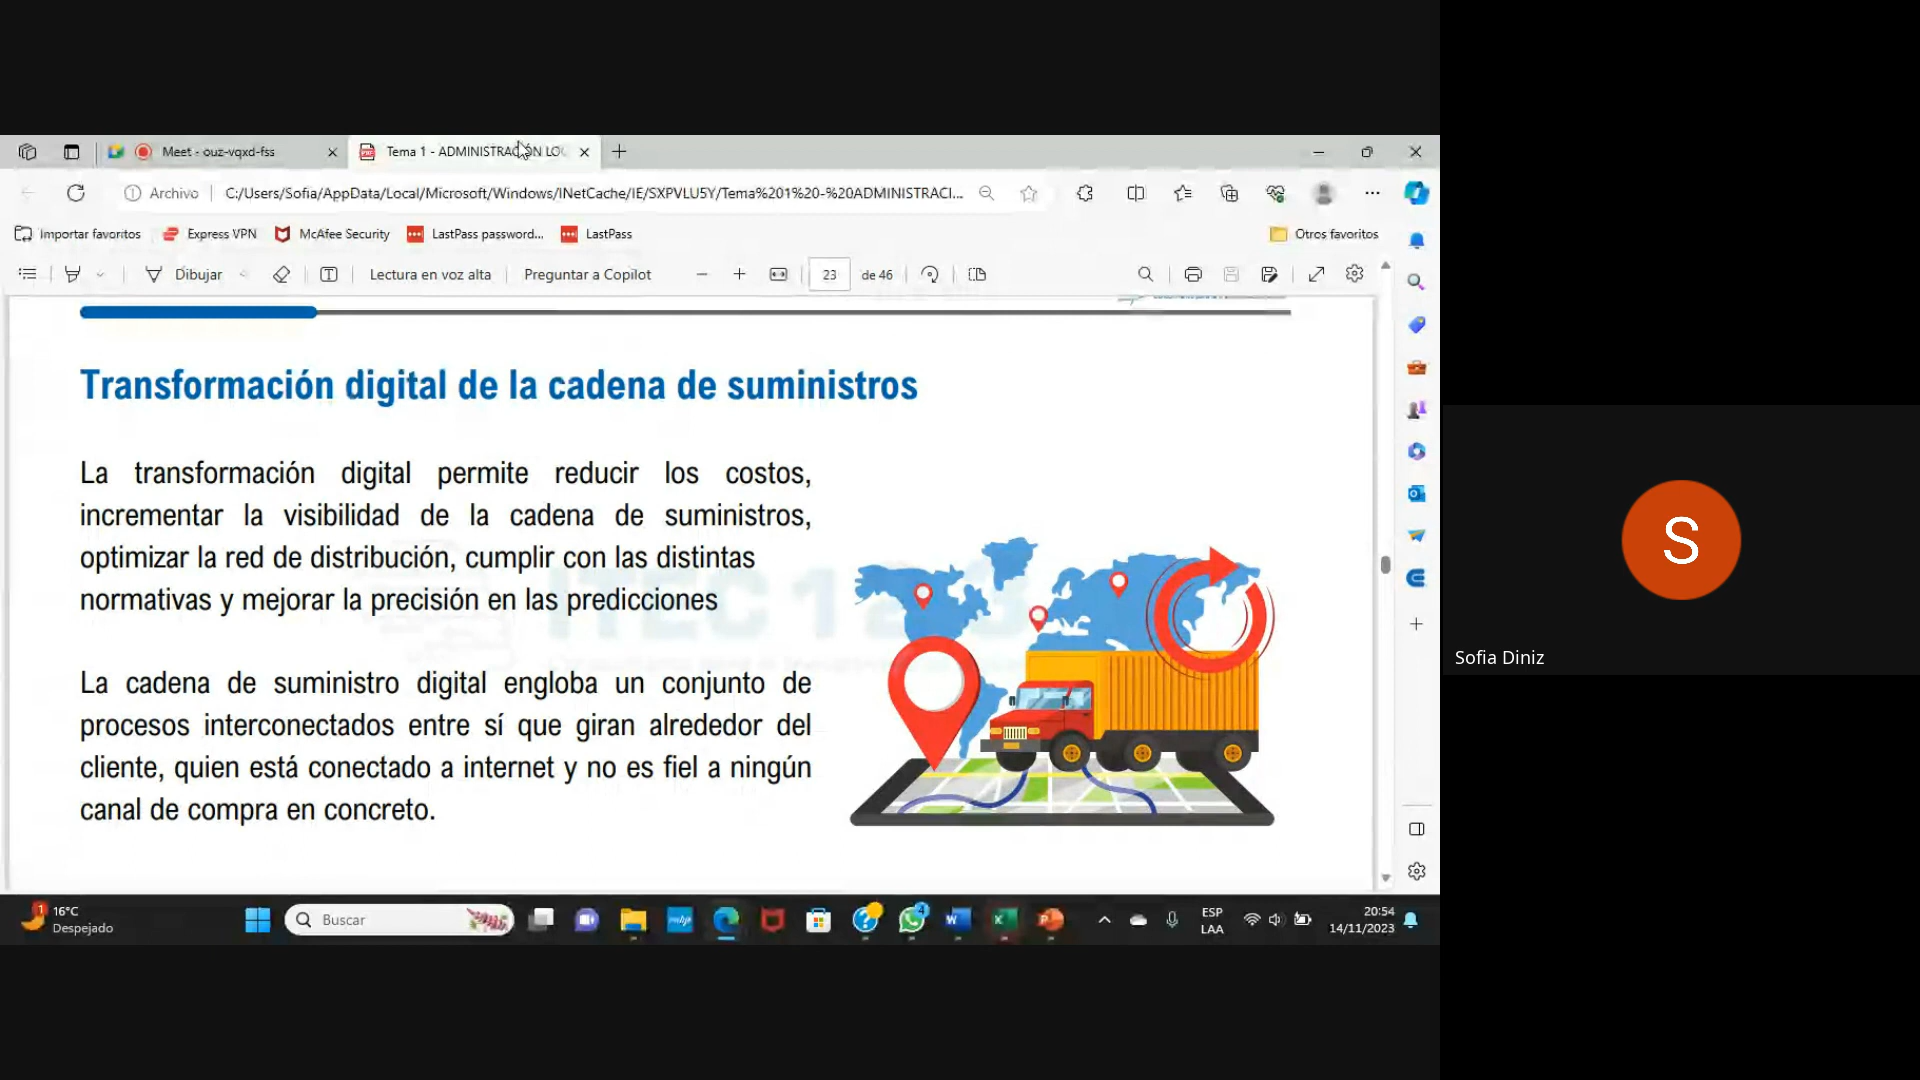 Meet - ouz-vqxd-fss
Tema 1 - ADMINISTRACIÓN LO
Archivo
C:/Users/Sofia/AppData/Local/Microsoft/Windows/INetCache/IE/SXPVLU5Y/Tema%201%20-%20ADMINISTRACI...
Importar favoritos
Express VPN
McAfee Security
LastPass password...
LastPass
Otros favoritos
Dibujar
Lectura en voz alta
Preguntar a Copilot
23
de 46
Transformación digital de la cadena de suministros
La transformación digital permite reducir los costos,
incrementar la visibilidad de la cadena de suministros,
optimizar la red de distribución, cumplir con las distintas
normativas y mejorar la precisión en las predicciones
ITEC
La cadena de suministro digital engloba un conjunto de
procesos interconectados entre sí que giran alrededor del
cliente, quien está conectado a internet y no es fiel a ningún
canal de compra en concreto.
S
Sofia Diniz
1
16°C
Despejado
Buscar
4
ESP
LAA
20:54
14/11/2023